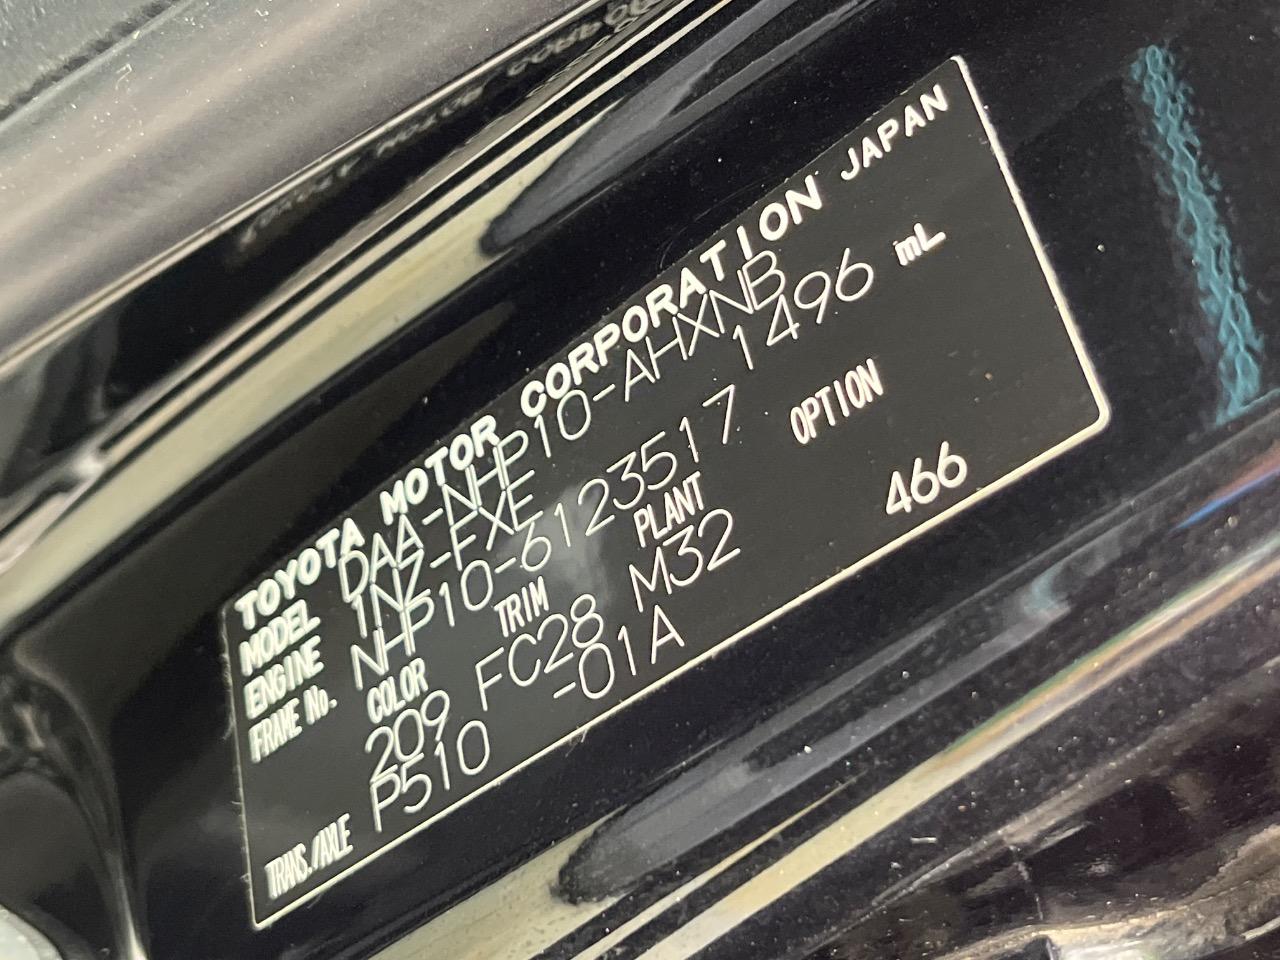 TOYOTA MOTOR CORPORATION JAPAN
MODEL DAA-NHP10-AHXNB
ENGINE 1NZ-FXE 1496 mL
FRAME No. NHP10-6123517
COLOR TRIM PLANT OPTION
209 FC28 M32 466
TRANS./AXLE P510 -01A